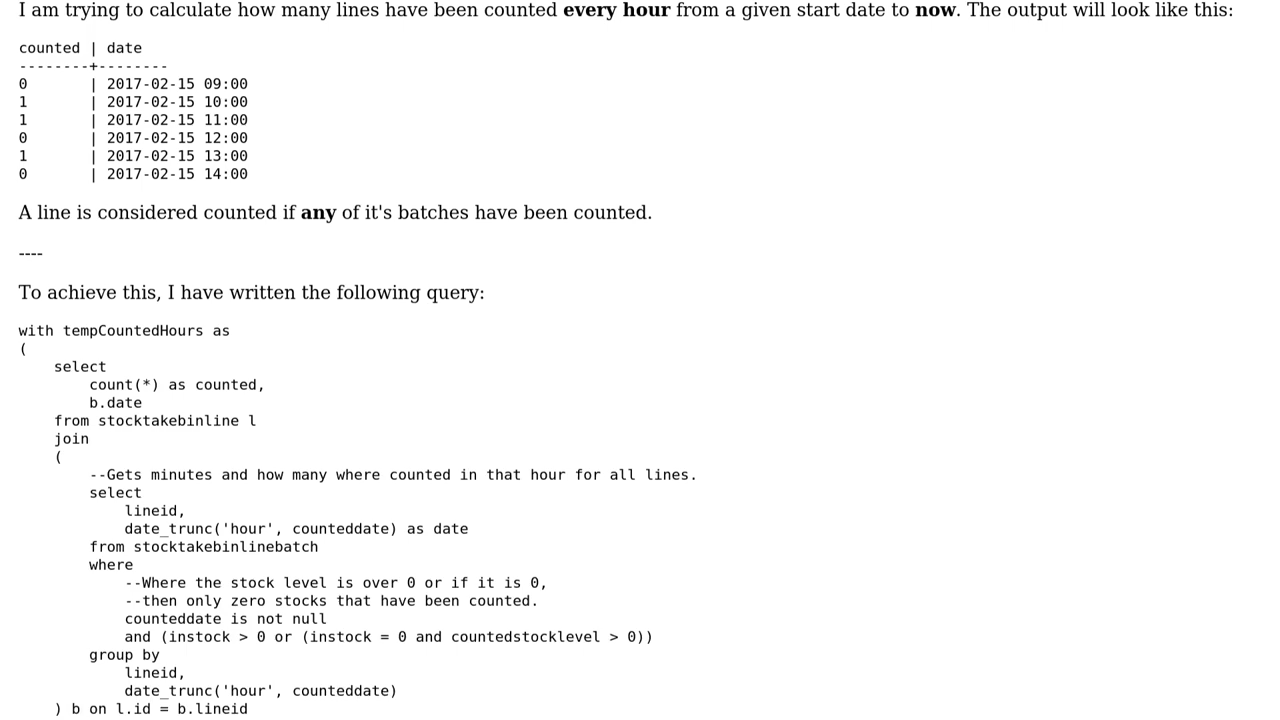 I am trying to calculate how many lines have been counted every hour from a given start date to now. The output will look like this:
counted | date
--------+--------
0       | 2017-02-15 09:00
1       | 2017-02-15 10:00
1       | 2017-02-15 11:00
0       | 2017-02-15 12:00
1       | 2017-02-15 13:00
0       | 2017-02-15 14:00
A line is considered counted if any of it's batches have been counted.
----
To achieve this, I have written the following query:
with tempCountedHours as
(
    select
        count(*) as counted,
        b.date
    from stocktakebinline l
    join
    (
        --Gets minutes and how many where counted in that hour for all lines.
        select
            lineid,
            date_trunc('hour', counteddate) as date
        from stocktakebinlinebatch
        where
            --Where the stock level is over 0 or if it is 0,
            --then only zero stocks that have been counted.
            counteddate is not null
            and (instock > 0 or (instock = 0 and countedstocklevel > 0))
        group by
            lineid,
            date_trunc('hour', counteddate)
    ) b on l.id = b.lineid